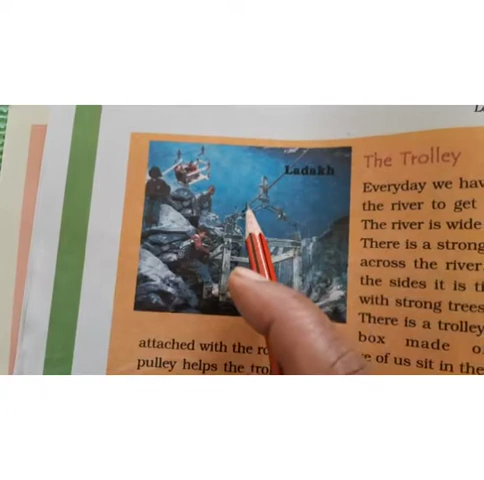 Ladakh
The Trolley
Everyday we hav
the river to get
The river is wide
There is a strong
across the river
the sides it is ti
with strong trees
There is a trolley
box made o
e of us sit in the
attached with the ro
pulley helps the tro